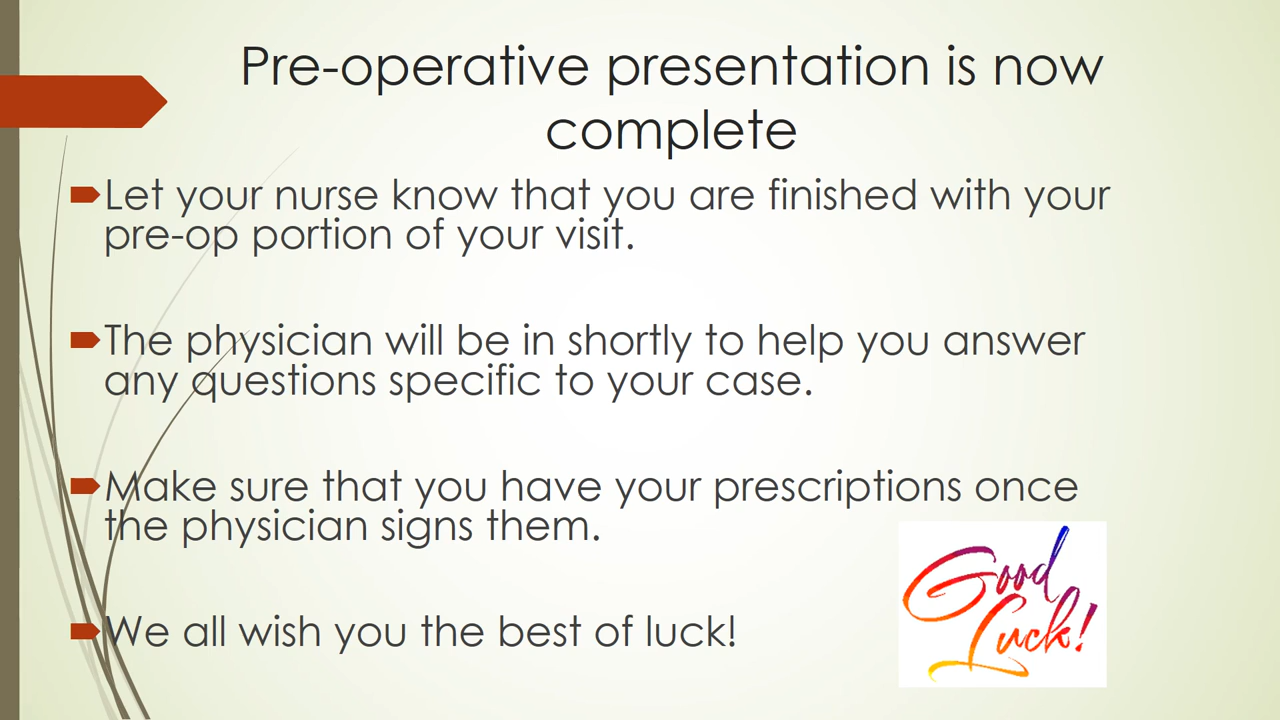 Pre-operative presentation is now
complete
Let your nurse know that you are finished with your
pre-op portion of your visit.
The physician will be in shortly to help you answer
any questions specific to your case.
Make sure that you have your prescriptions once
the physician signs them.
We all wish you the best of luck!
Good
Luck!